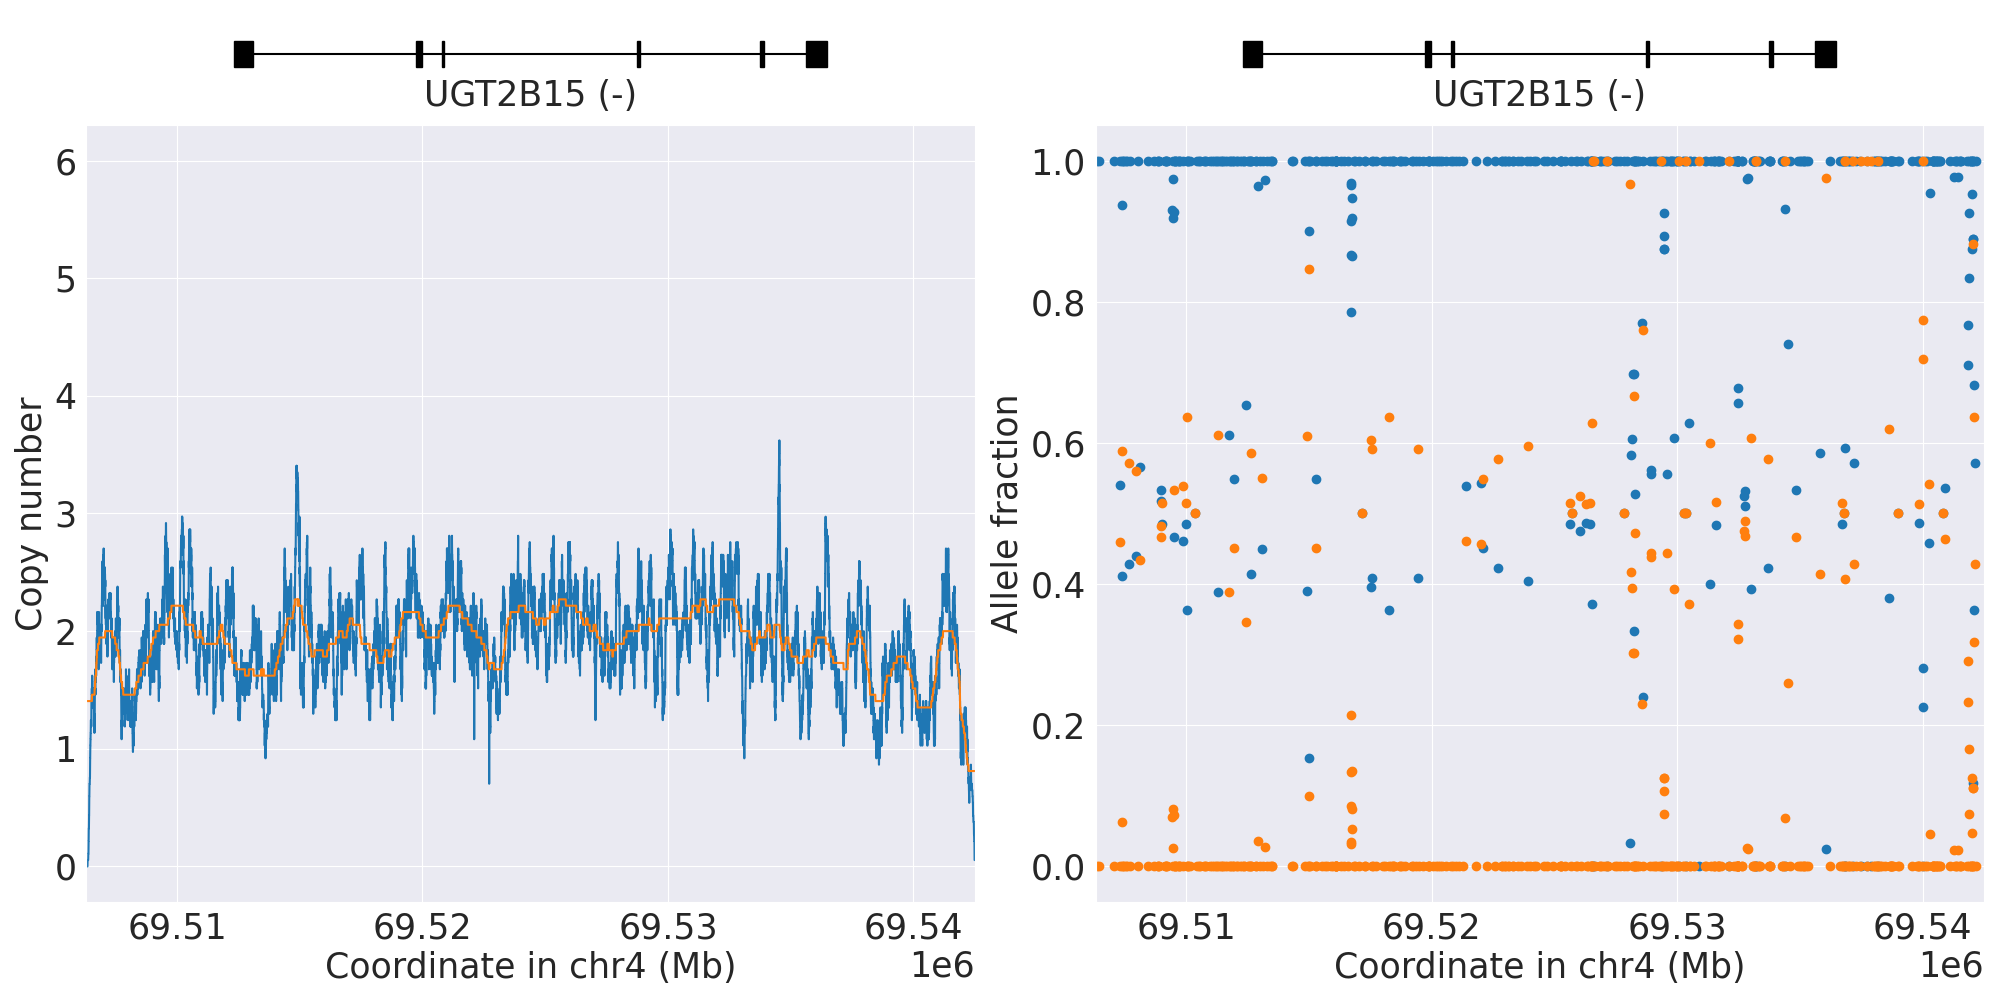 UGT2B15 (-)
Copy number
6
5
4
3
2
1
0
69.51
69.52
69.53
69.54
Coordinate in chr4 (Mb)
1e6
UGT2B15 (-)
Allele fraction
1.0
0.8
0.6
0.4
0.2
0.0
69.51
69.52
69.53
69.54
Coordinate in chr4 (Mb)
1e6